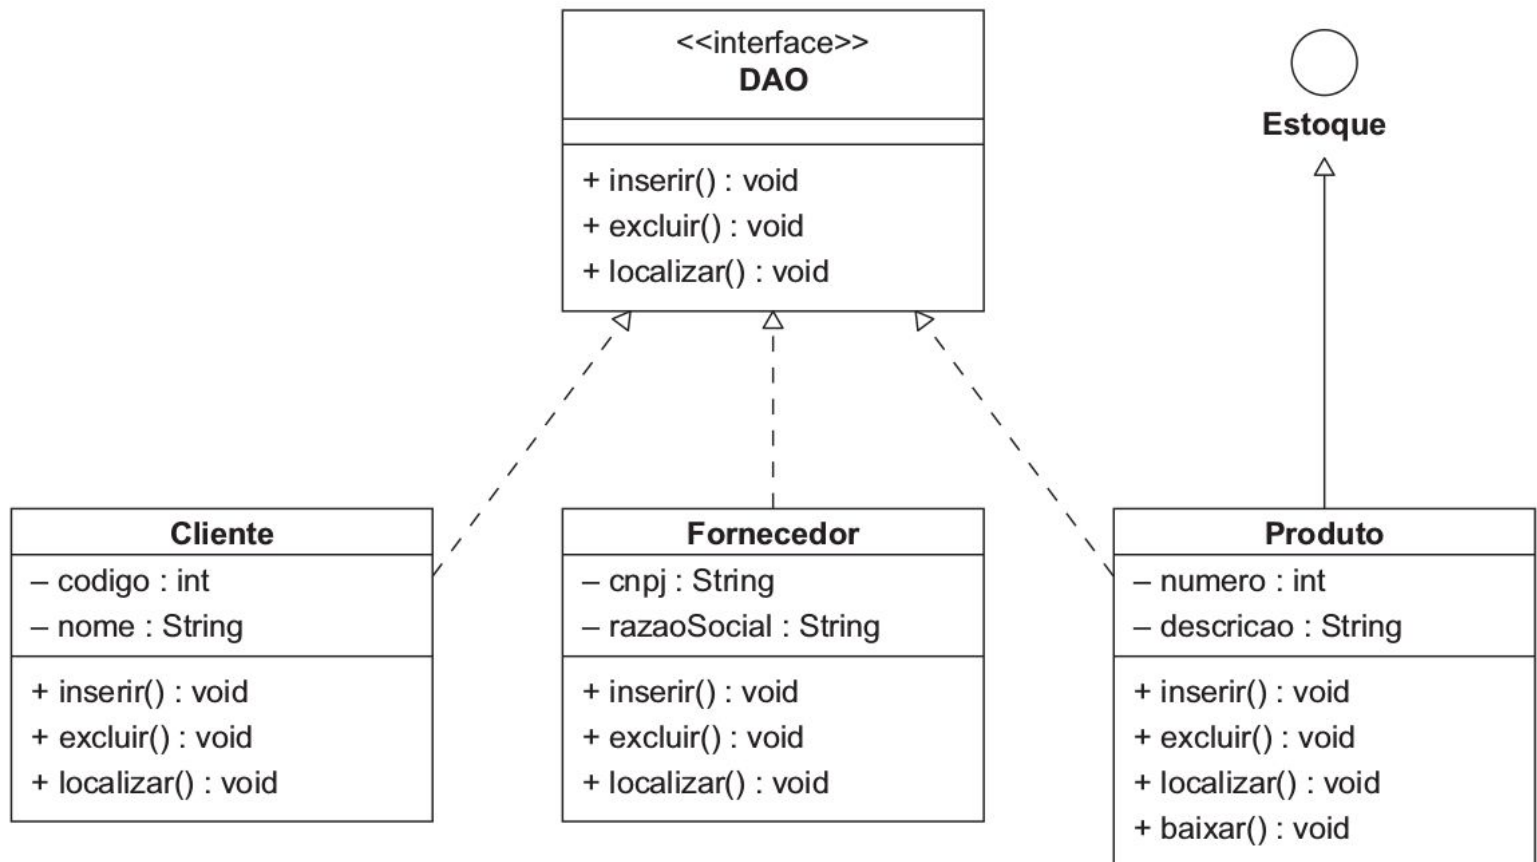 <<interface>>
DAO
+ inserir() : void
+ excluir() : void
+ localizar() : void
Estoque
Cliente
– codigo : int
– nome : String
+ inserir() : void
+ excluir() : void
+ localizar() : void
Fornecedor
– cnpj : String
– razaoSocial : String
+ inserir() : void
+ excluir() : void
+ localizar() : void
Produto
– numero : int
– descricao : String
+ inserir() : void
+ excluir() : void
+ localizar() : void
+ baixar() : void